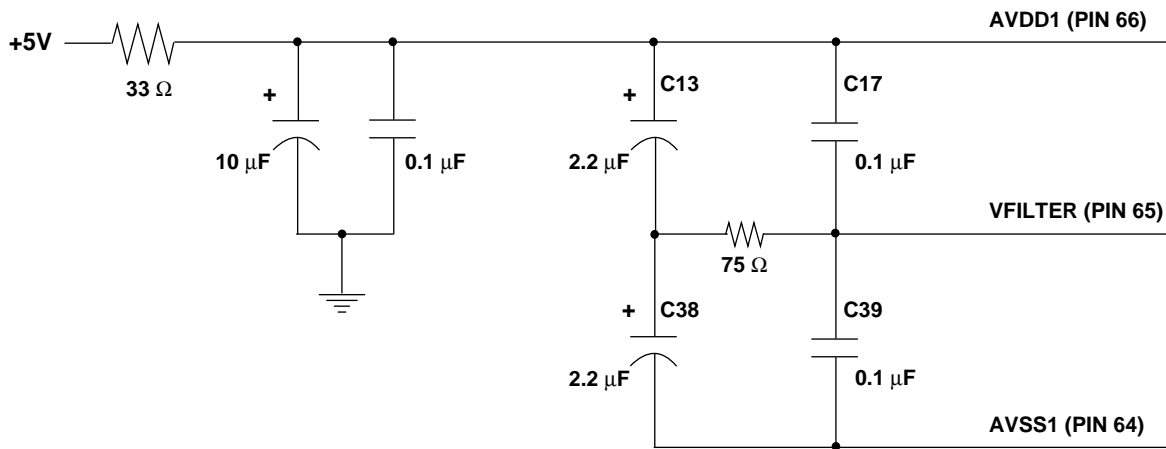 AVDD1 (PIN 66)
+5V
33 Ω
+
10 µF
0.1 µF
+
C13
2.2 µF
C17
0.1 µF
VFILTER (PIN 65)
75 Ω
+
C38
2.2 µF
C39
0.1 µF
AVSS1 (PIN 64)